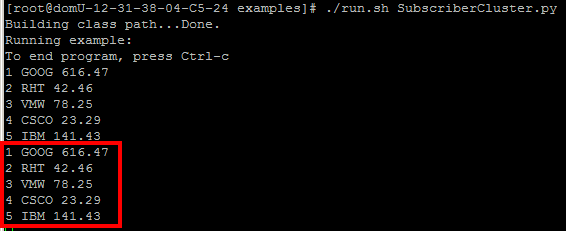 [root@domU-12-31-38-04-C5-24 examples]# ./run.sh SubscriberCluster.py
Building class path...Done.
Running example:
To end program, press Ctrl-c
1 GOOG 616.47
2 RHT 42.46
3 VMW 78.25
4 CSCO 23.29
5 IBM 141.43
1 GOOG 616.47
2 RHT 42.46
3 VMW 78.25
4 CSCO 23.29
5 IBM 141.43